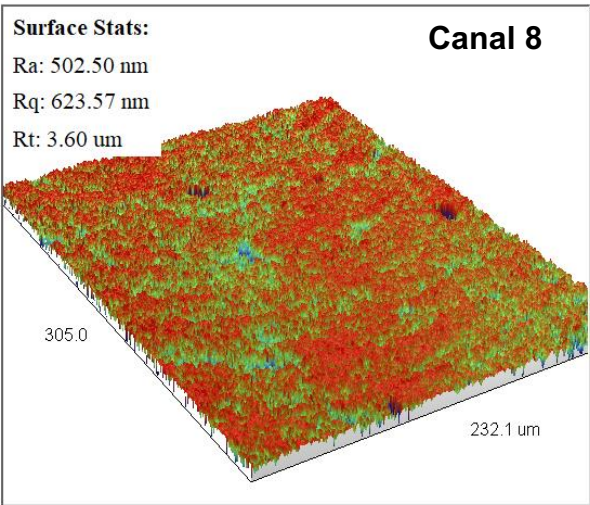 Surface Stats:
Ra: 502.50 nm
Rq: 623.57 nm
Rt: 3.60 um
Canal 8
305.0
232.1 um